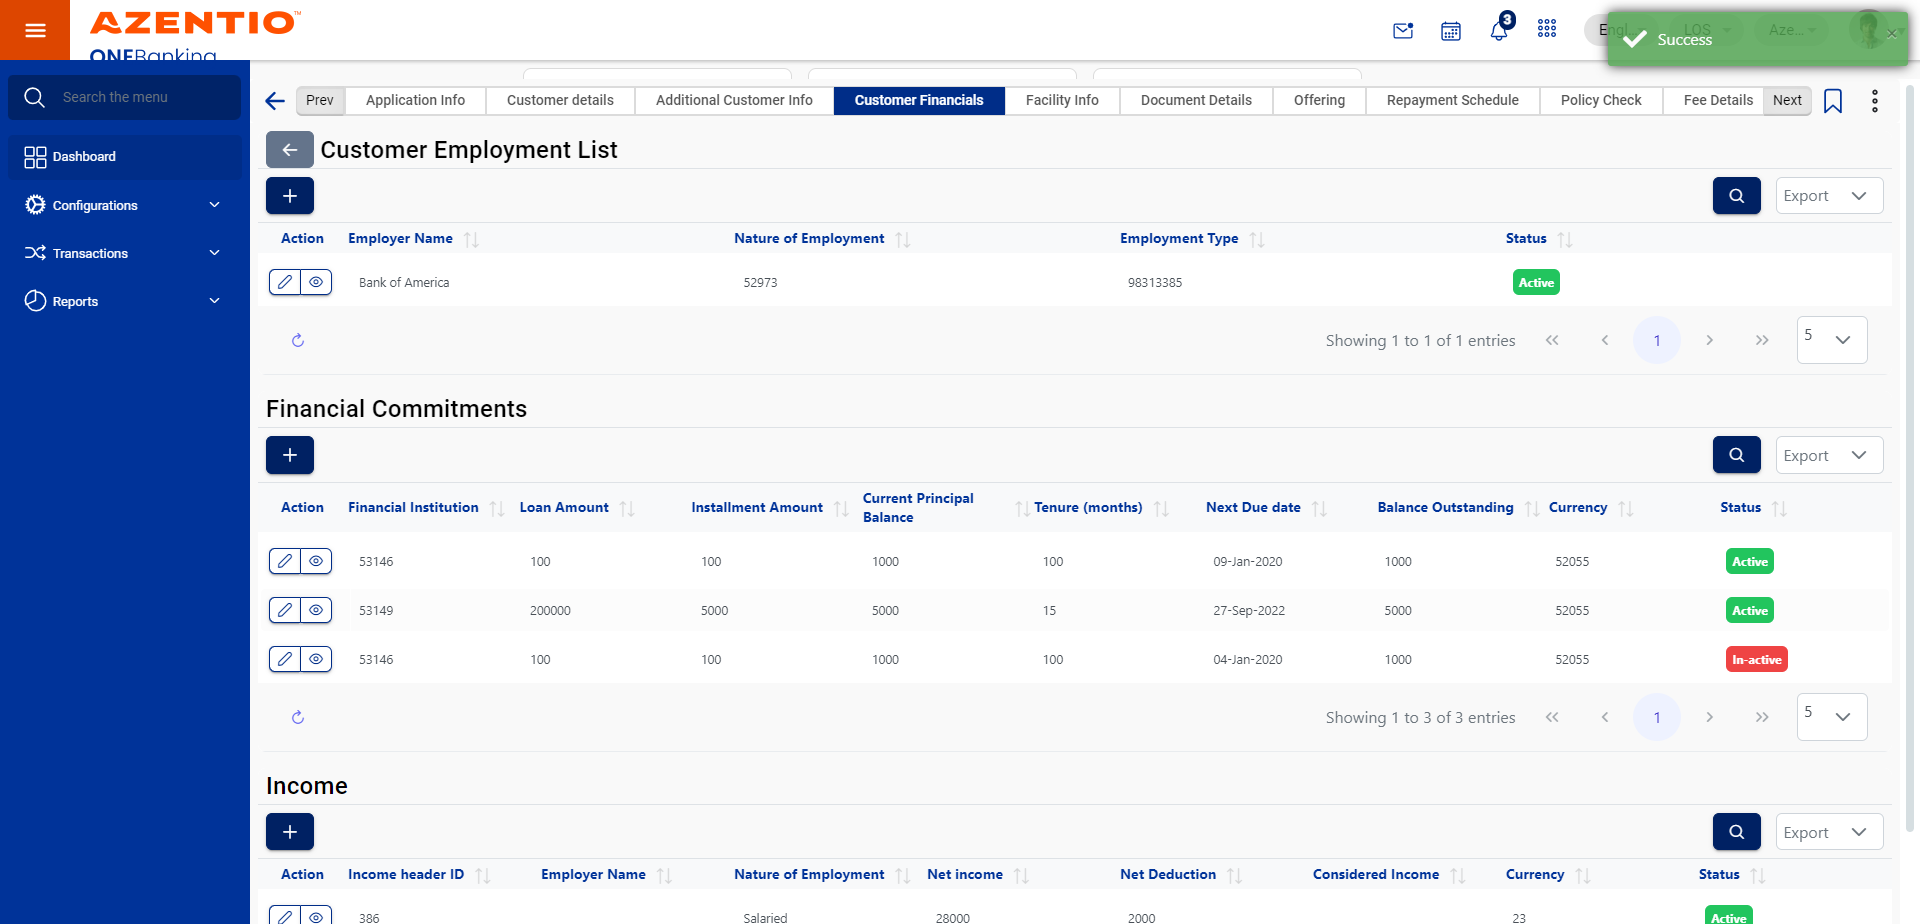 AZENTIO™
ONEBanking
3
LOS
Aze...
Success
Search the menu
Dashboard
Configurations
Transactions
Reports
Prev
Application Info
Customer details
Additional Customer Info
Customer Financials
Facility Info
Document Details
Offering
Repayment Schedule
Policy Check
Fee Details
Next
Customer Employment List
Export
Action Employer Name Nature of Employment Employment Type Status
Bank of America 52973 98313385 Active
Showing 1 to 1 of 1 entries 1 5
Financial Commitments
Export
Action Financial Institution Loan Amount Installment Amount Current Principal Balance Tenure (months) Next Due date Balance Outstanding Currency Status
53146 100 100 1000 100 09-Jan-2020 1000 52055 Active
53149 200000 5000 5000 15 27-Sep-2022 5000 52055 Active
53146 100 100 1000 100 04-Jan-2020 1000 52055 In-active
Showing 1 to 3 of 3 entries 1 5
Income
Export
Action Income header ID Employer Name Nature of Employment Net income Net Deduction Considered Income Currency Status
386 Salaried 28000 2000 23 Active